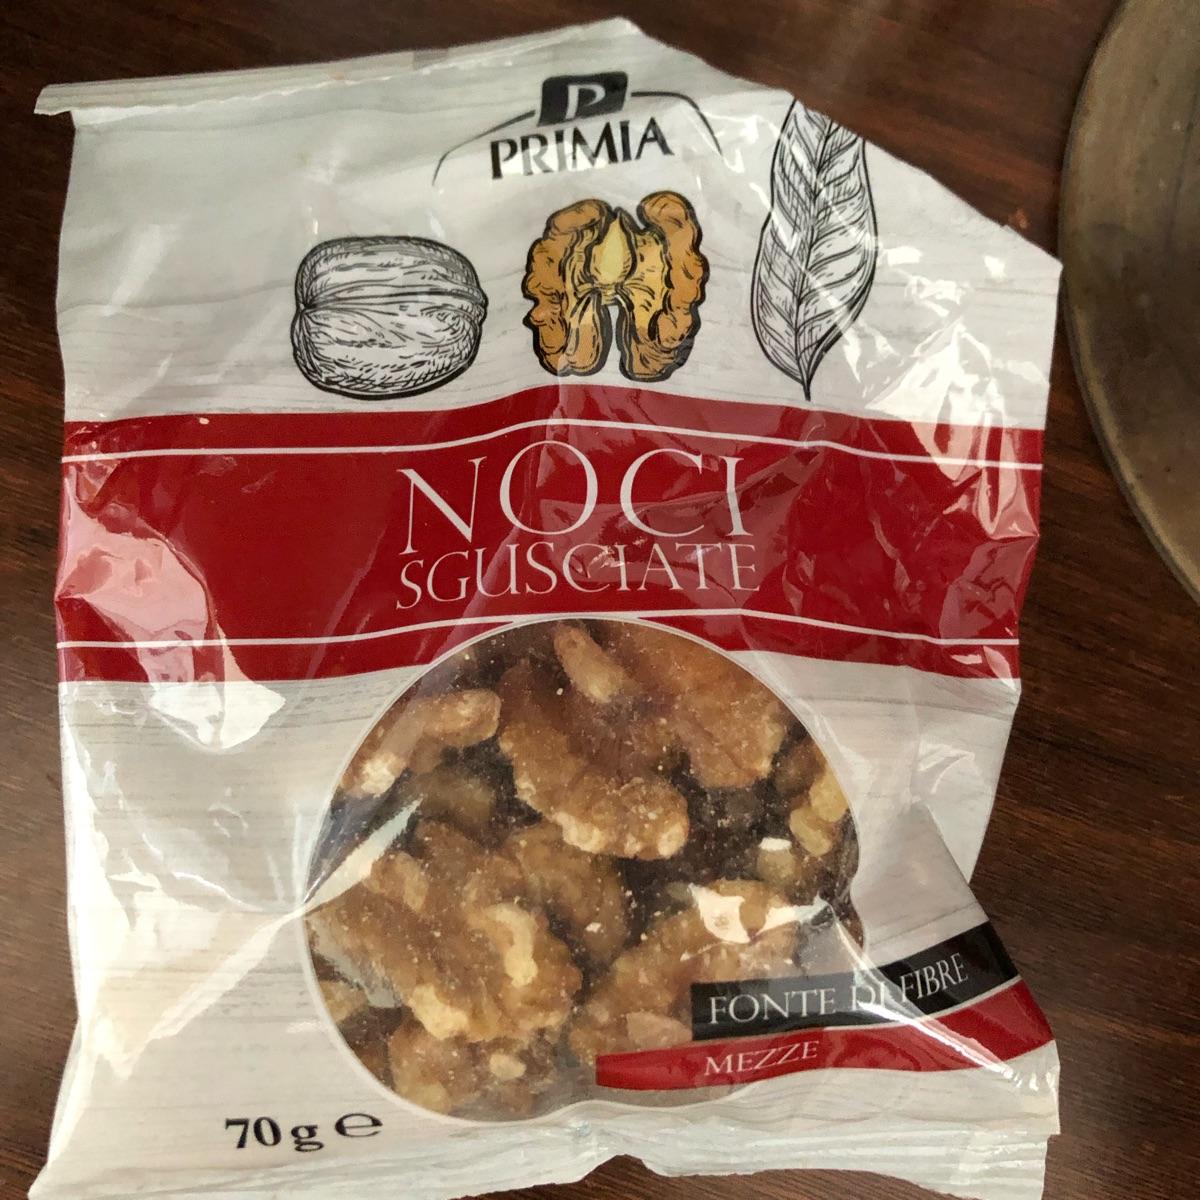 P
PRIMIA
NOCI
SGUSCIATE
FONTE DI FIBRE
MEZZE
70 g ℮